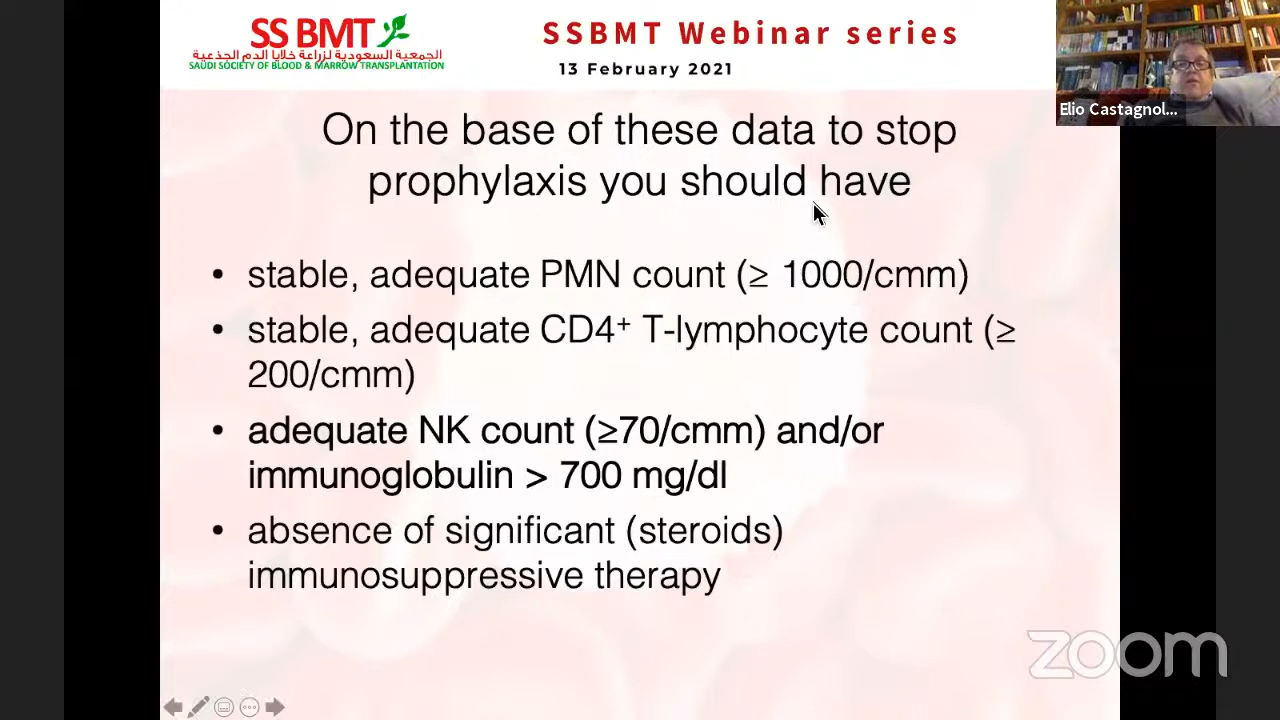 SS BMT
الجمعية السعودية لزراعة خلايا الدم الجذعية
SAUDI SOCIETY OF BLOOD & MARROW TRANSPLANTATION
SSBMT Webinar series
13 February 2021
Elio Castagnol...
On the base of these data to stop
prophylaxis you should have
• stable, adequate PMN count (≥ 1000/cmm)
• stable, adequate CD4⁺ T-lymphocyte count (≥
200/cmm)
• adequate NK count (≥70/cmm) and/or
immunoglobulin > 700 mg/dl
• absence of significant (steroids)
immunosuppressive therapy
zoom